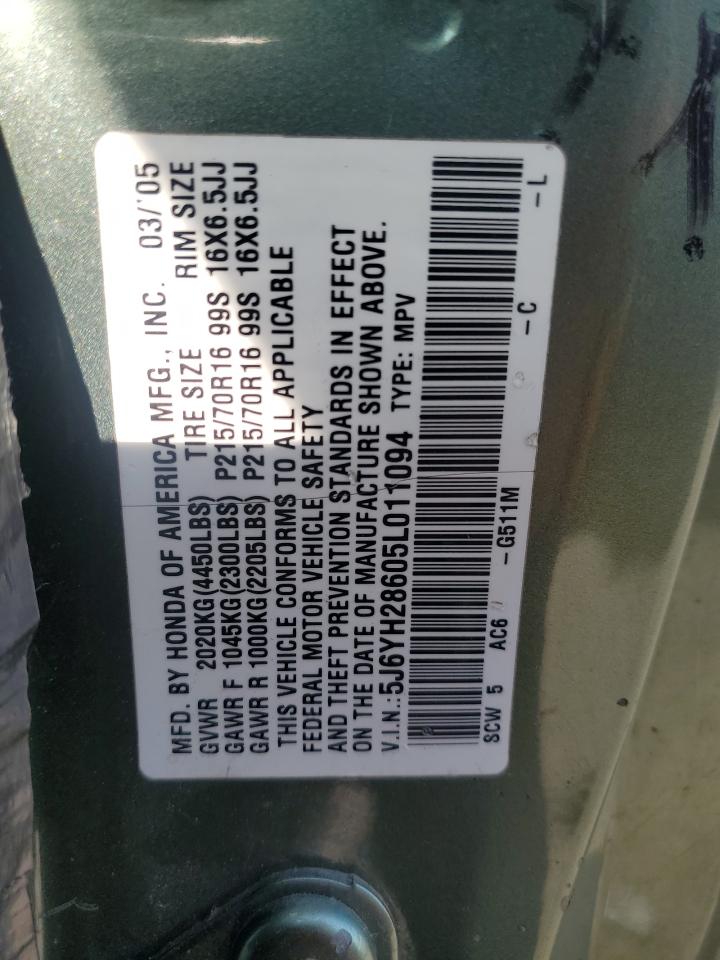 MFD. BY HONDA OF AMERICA MFG., INC. 03/'05
GVWR 2020KG(4450LBS) TIRE SIZE RIM SIZE
GAWR F 1045KG(2300LBS) P215/70R16 99S 16X6.5JJ
GAWR R 1000KG(2205LBS) P215/70R16 99S 16X6.5JJ
THIS VEHICLE CONFORMS TO ALL APPLICABLE
FEDERAL MOTOR VEHICLE SAFETY
AND THEFT PREVENTION STANDARDS IN EFFECT
ON THE DATE OF MANUFACTURE SHOWN ABOVE.
V.I.N.: 5J6YH28605L011094 TYPE: MPV
SCW 5 AC6 -G511M -C -L